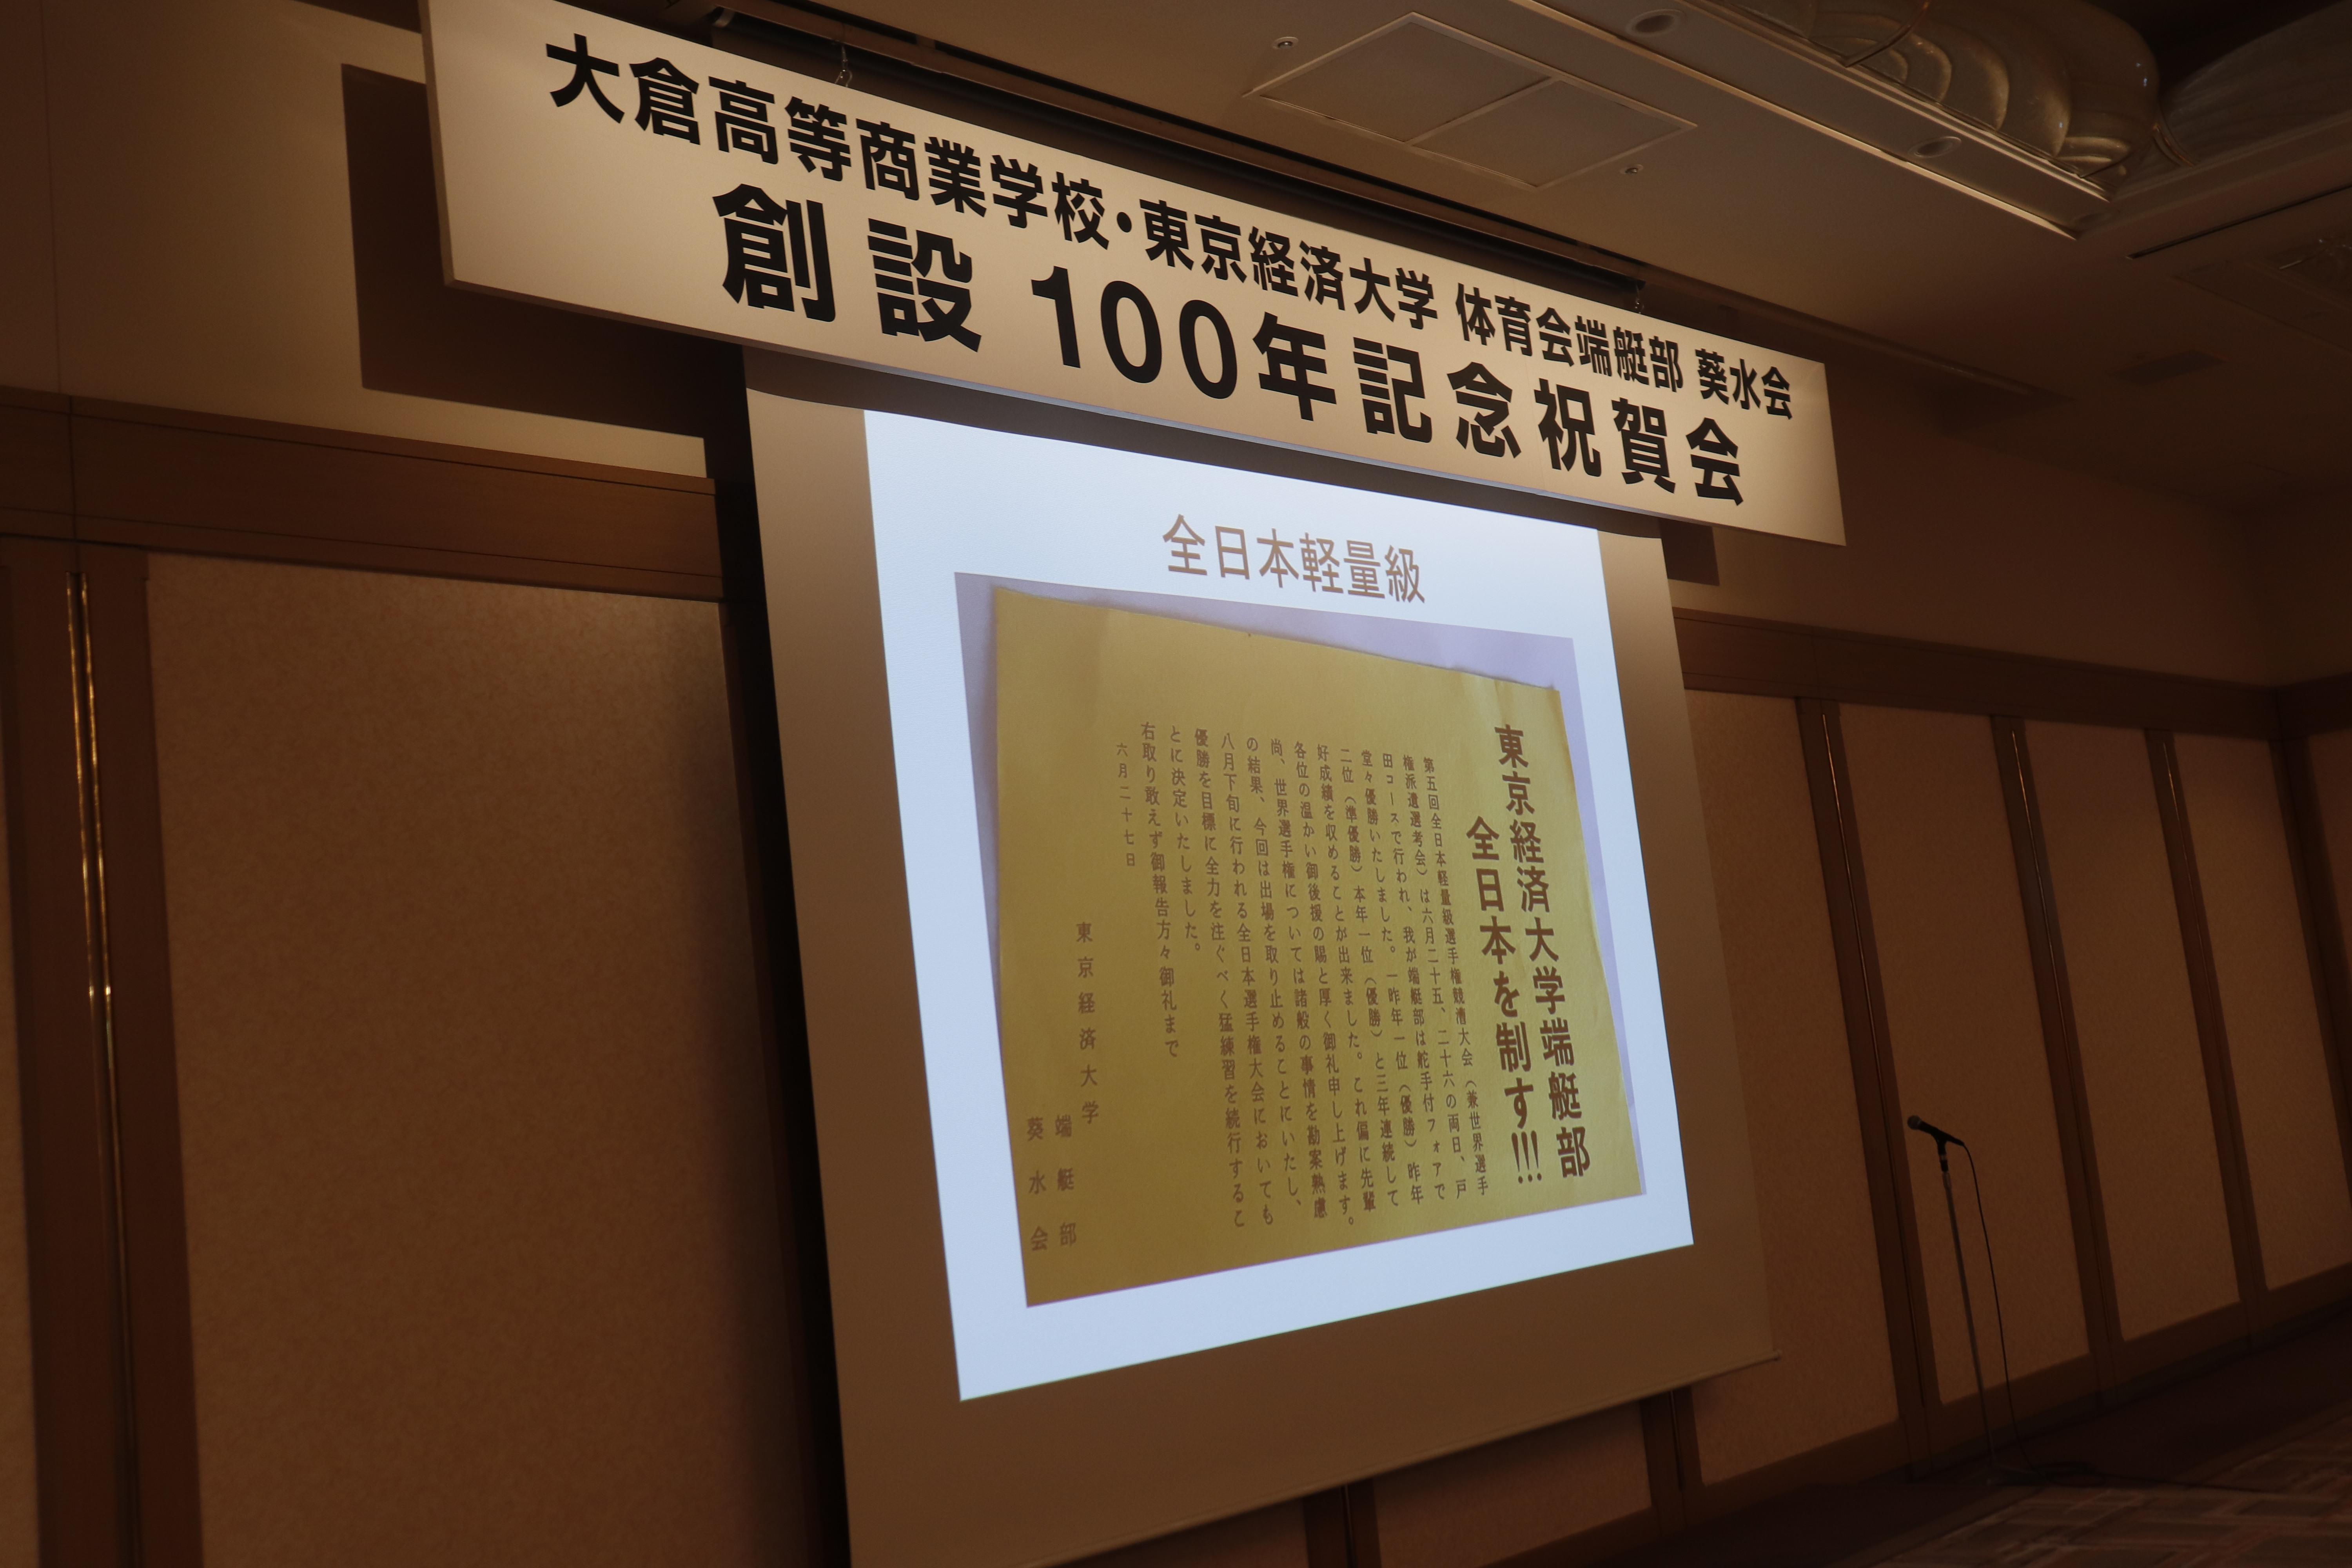 大倉高等商業学校・東京経済大学 体育会端艇部 葵水会
創設100年記念祝賀会
全日本軽量級
東京経済大学端艇部
全日本を制す!!!
第五回全日本軽量級選手権競漕大会(兼世界選手
権派遣選考会)は六月二十五、二十六の両日、戸
田コースで行われ、我が端艇部は舵手付フォアで
堂々優勝いたしました。一昨年一位(優勝)昨年
二位(準優勝)本年一位(優勝)と三年連続して
好成績を収めることが出来ました。これ偏に先輩
各位の温かい御後援の賜と厚く御礼申し上げます。
尚、世界選手権については諸般の事情を勘案熟慮
の結果、今回は出場を取り止めることにいたし、
八月下旬に行われる全日本選手権大会においても
優勝を目標に全力を注ぐべく猛練習を続行するこ
とに決定いたしました。
右取り敢えず御報告方々御礼まで
六月二十七日
東京経済大学
端艇部
葵水会